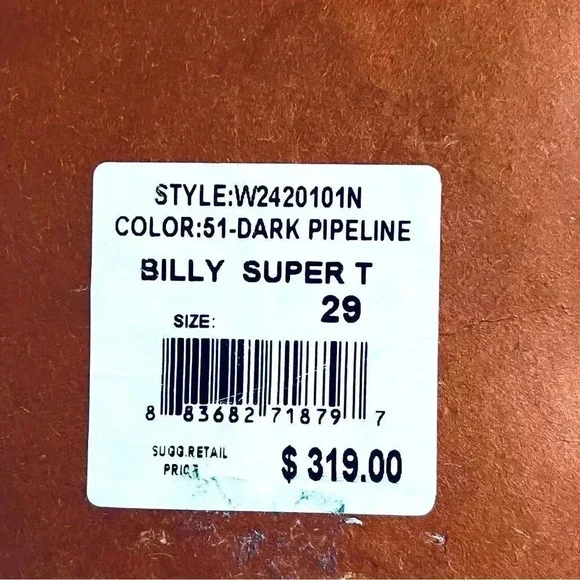 STYLE:W2420101N
COLOR:51-DARK PIPELINE
BILLY SUPER T
29
SIZE:
8 83682 71879 7
SUGG.RETAIL
PRICE
$ 319.00